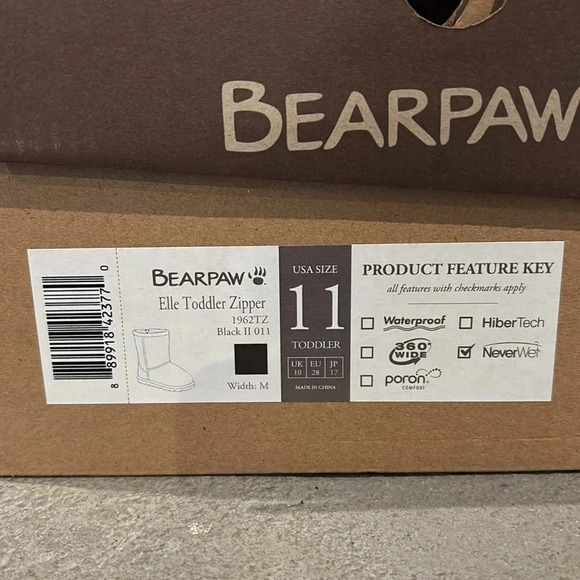 BEARPAW
8 89918 42377 0
BEARPAW
Elle Toddler Zipper
1962TZ
Black II 011
Width: M
USA SIZE
11
TODDLER
UK EU JP
10 28 17
MADE IN CHINA
PRODUCT FEATURE KEY
all features with checkmarks apply
Waterproof
HiberTech
360°
WIDE
NeverWet
poron
COMFORT